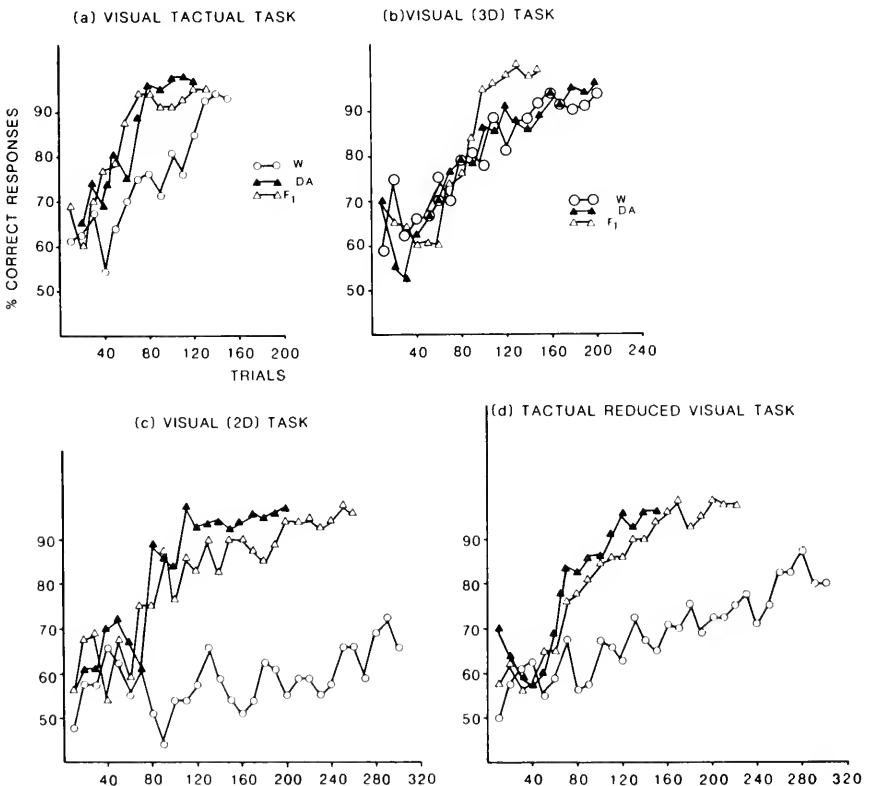 (a) VISUAL TACTUAL TASK
% CORRECT RESPONSES
90
80
70
60
50
W
DA
F1
40 80 120 160 200
TRIALS
(b)VISUAL (3D) TASK
90
80
70
60
50
W
DA
F1
40 80 120 160 200 240
(c) VISUAL (2D) TASK
90
80
70
60
50
40 80 120 160 200 240 280 320
(d) TACTUAL REDUCED VISUAL TASK
90
80
70
60
50
40 80 120 160 200 240 280 320